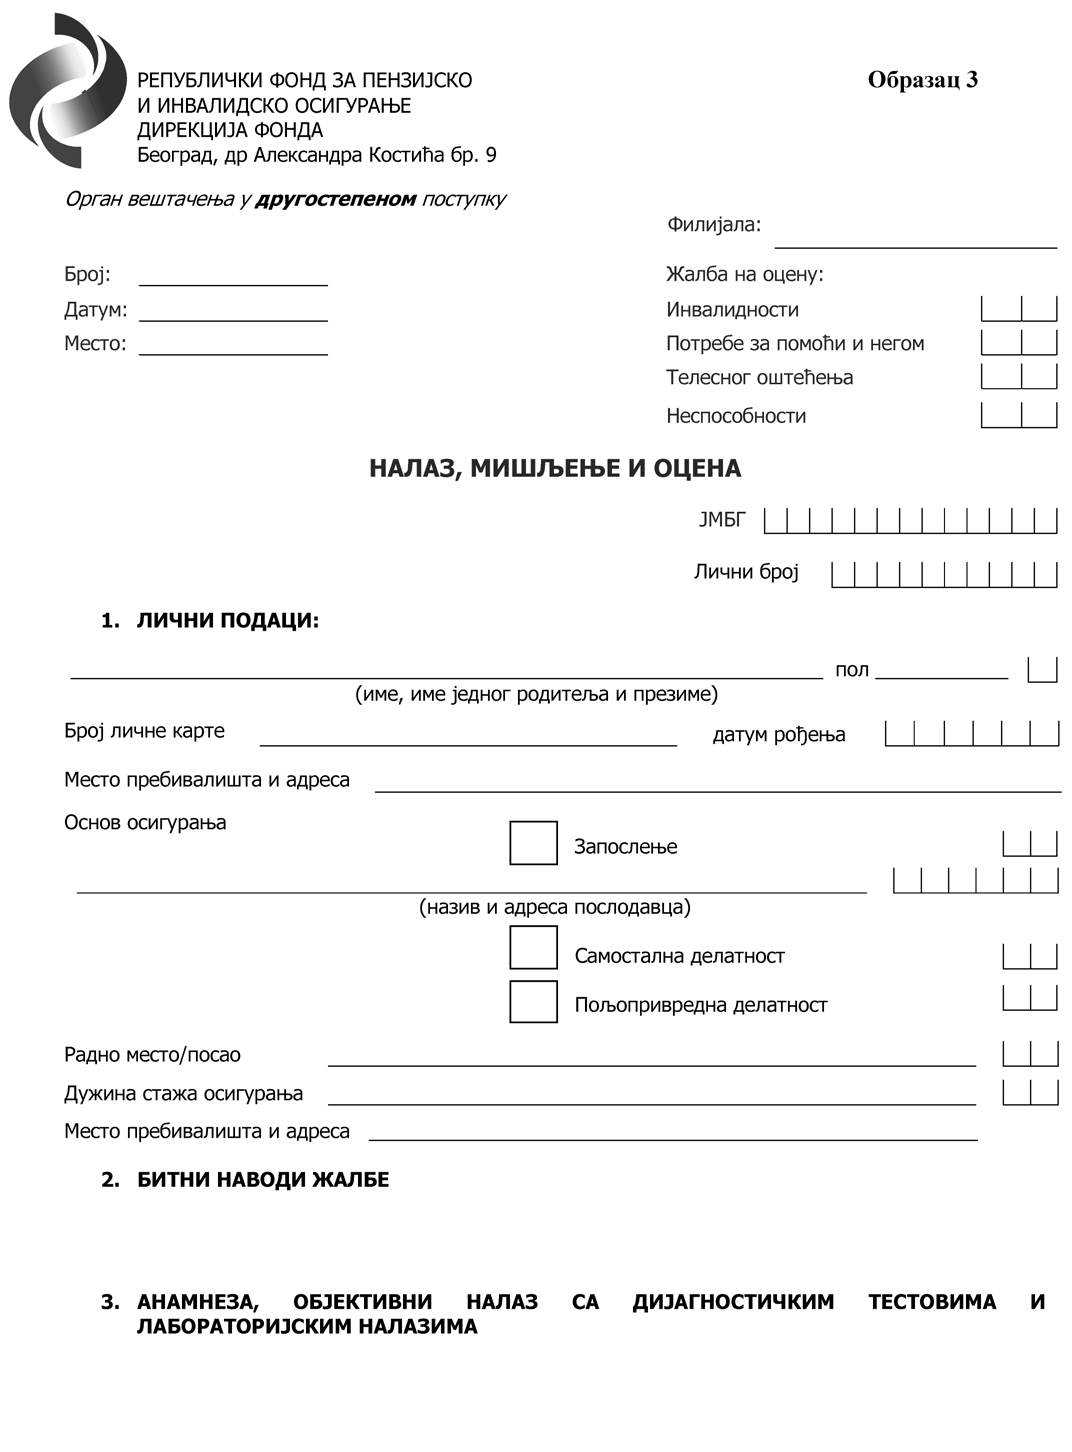 РЕПУБЛИЧКИ ФОНД ЗА ПЕНЗИЈСКО
И ИНВАЛИДСКО ОСИГУРАЊЕ
ДИРЕКЦИЈА ФОНДА
Београд, др Александра Костића бр. 9
Образац 3
Орган вештачења у другостепеном поступку
Филијала:
Број:
Датум:
Место:
Жалба на оцену:
Инвалидности
Потребе за помоћи и негом
Телесног оштећења
Неспособности
НАЛАЗ, МИШЉЕЊЕ И ОЦЕНА
ЈМБГ
Лични број
1. ЛИЧНИ ПОДАЦИ:
пол
(име, име једног родитеља и презиме)
Број личне карте датум рођења
Место пребивалишта и адреса
Основ осигурања
Запослење
(назив и адреса послодавца)
Самостална делатност
Пољопривредна делатност
Радно место/посао
Дужина стажа осигурања
Место пребивалишта и адреса
2. БИТНИ НАВОДИ ЖАЛБЕ
3. АНАМНЕЗА, ОБЈЕКТИВНИ НАЛАЗ СА ДИЈАГНОСТИЧКИМ ТЕСТОВИМА И
ЛАБОРАТОРИЈСКИМ НАЛАЗИМА